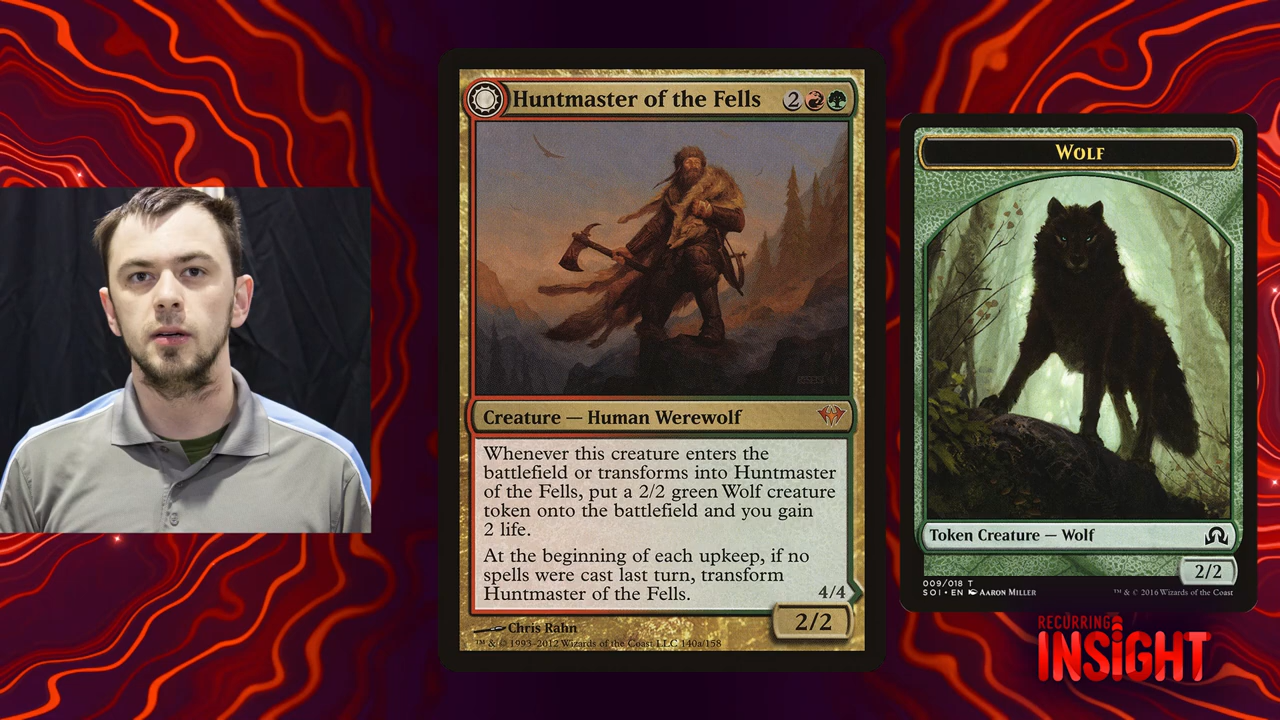 Huntmaster of the Fells 2
Creature — Human Werewolf
Whenever this creature enters the
battlefield or transforms into Huntmaster
of the Fells, put a 2/2 green Wolf creature
token onto the battlefield and you gain
2 life.
At the beginning of each upkeep, if no
spells were cast last turn, transform
Huntmaster of the Fells.
4/4
2/2
Chris Rahn
™ & © 1993–2012 Wizards of the Coast LLC 140a/158
Wolf
Token Creature — Wolf
2/2
009/018 T
SOI • EN Aaron Miller
™ & © 2016 Wizards of the Coast
RECURRING
INSIGHT